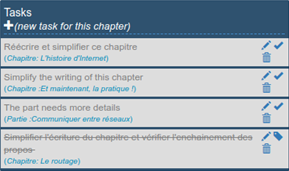 Tasks
+(new task for this chapter)
Réécrire et simplifier ce chapitre
(Chapitre: L'histoire d'Internet)
Simplify the writing of this chapter
(Chapitre :Et maintenant, la pratique !)
The part needs more details
(Partie :Communiquer entre réseaux)
Simplifier l'écriture du chapitre et vérifier l'enchainement des
propos
(Chapitre: Le routage)